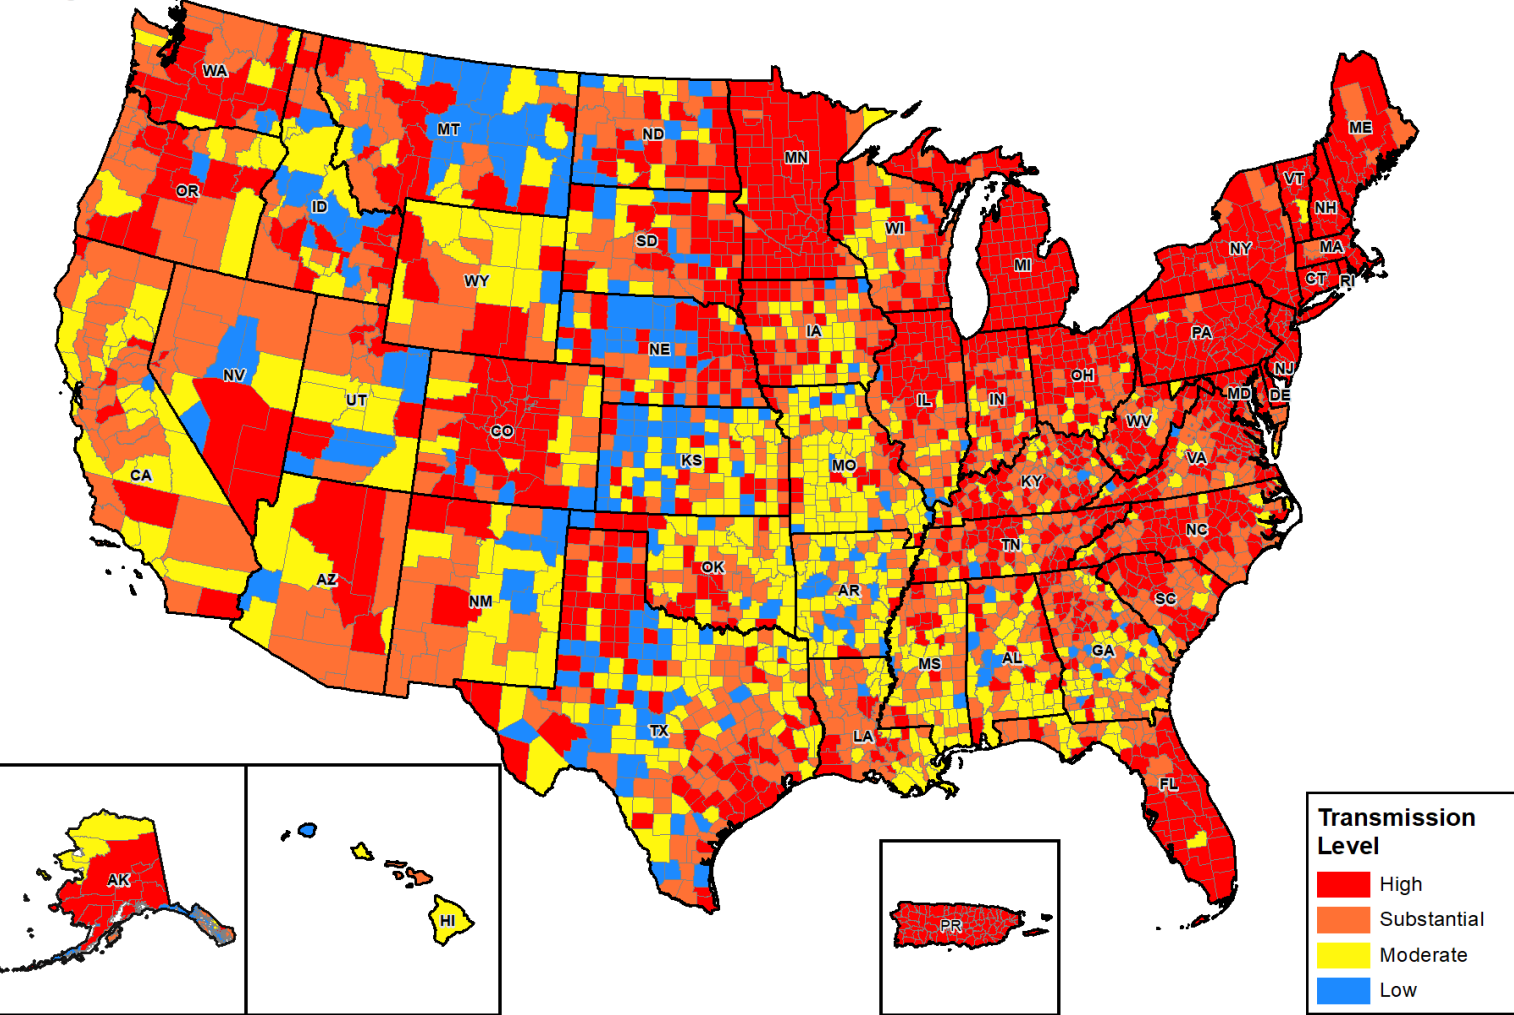 WA
MT
ND
MN
ME
VT
OR
ID
SD
WI
NH
NY
MA
WY
MI
CT
RI
IA
PA
NE
NV
UT
OH
NJ
IL
IN
MD
DE
CO
WV
CA
KS
MO
KY
VA
NC
TN
AZ
NM
OK
AR
SC
MS
AL
GA
TX
LA
FL
AK
HI
PR
Transmission
Level
High
Substantial
Moderate
Low